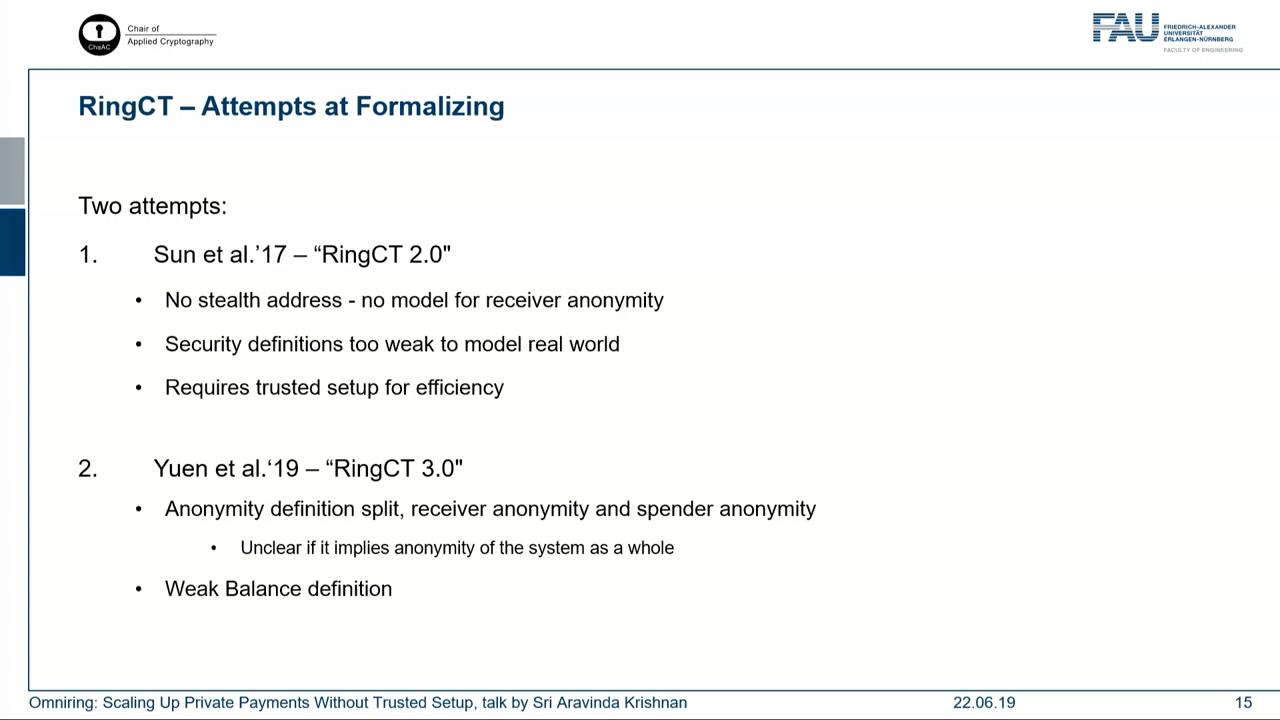 ChaAC
Chair of
Applied Cryptography
FAU
FRIEDRICH-ALEXANDER
UNIVERSITÄT
ERLANGEN-NÜRNBERG
FACULTY OF ENGINEERING
RingCT – Attempts at Formalizing
Two attempts:
1. Sun et al.’17 – “RingCT 2.0"
• No stealth address - no model for receiver anonymity
• Security definitions too weak to model real world
• Requires trusted setup for efficiency
2. Yuen et al.‘19 – “RingCT 3.0"
• Anonymity definition split, receiver anonymity and spender anonymity
• Unclear if it implies anonymity of the system as a whole
• Weak Balance definition
Omniring: Scaling Up Private Payments Without Trusted Setup, talk by Sri Aravinda Krishnan 22.06.19 15